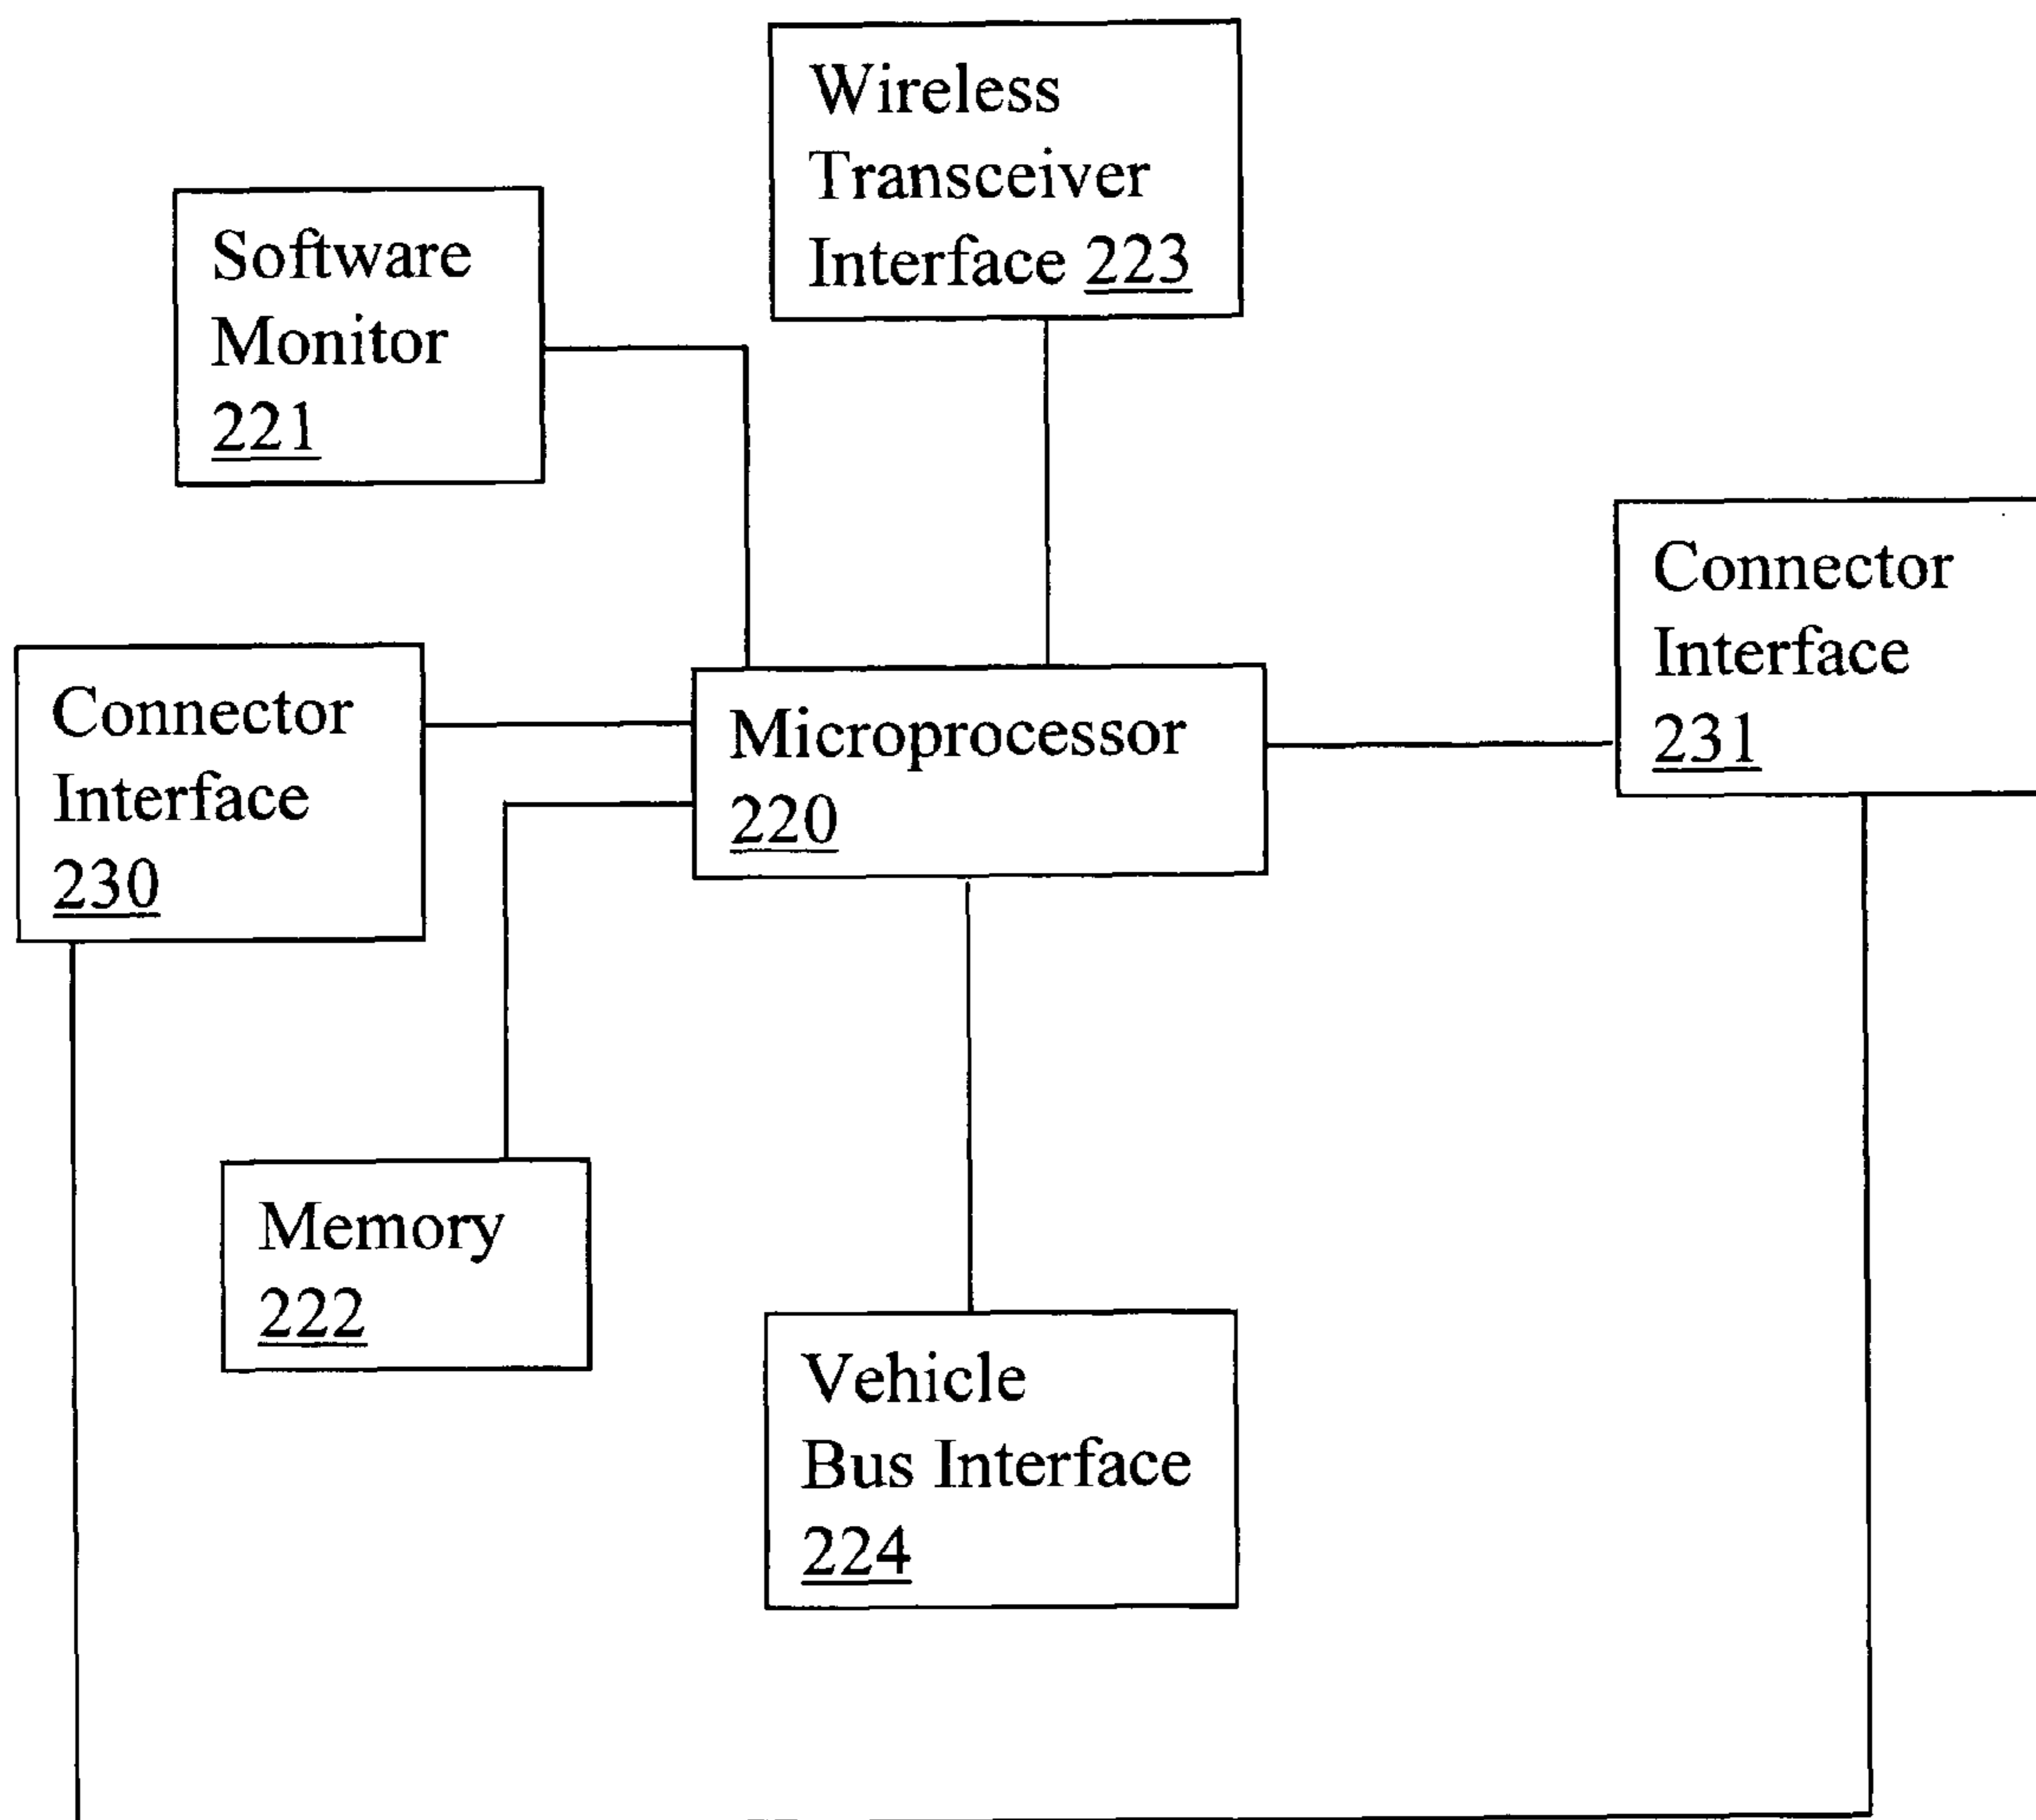 Wireless
Transceiver
Interface 223
Software
Monitor
221
Connector
Interface
231
Connector
Interface
230
Microprocessor
220
Memory
222
Vehicle
Bus Interface
224